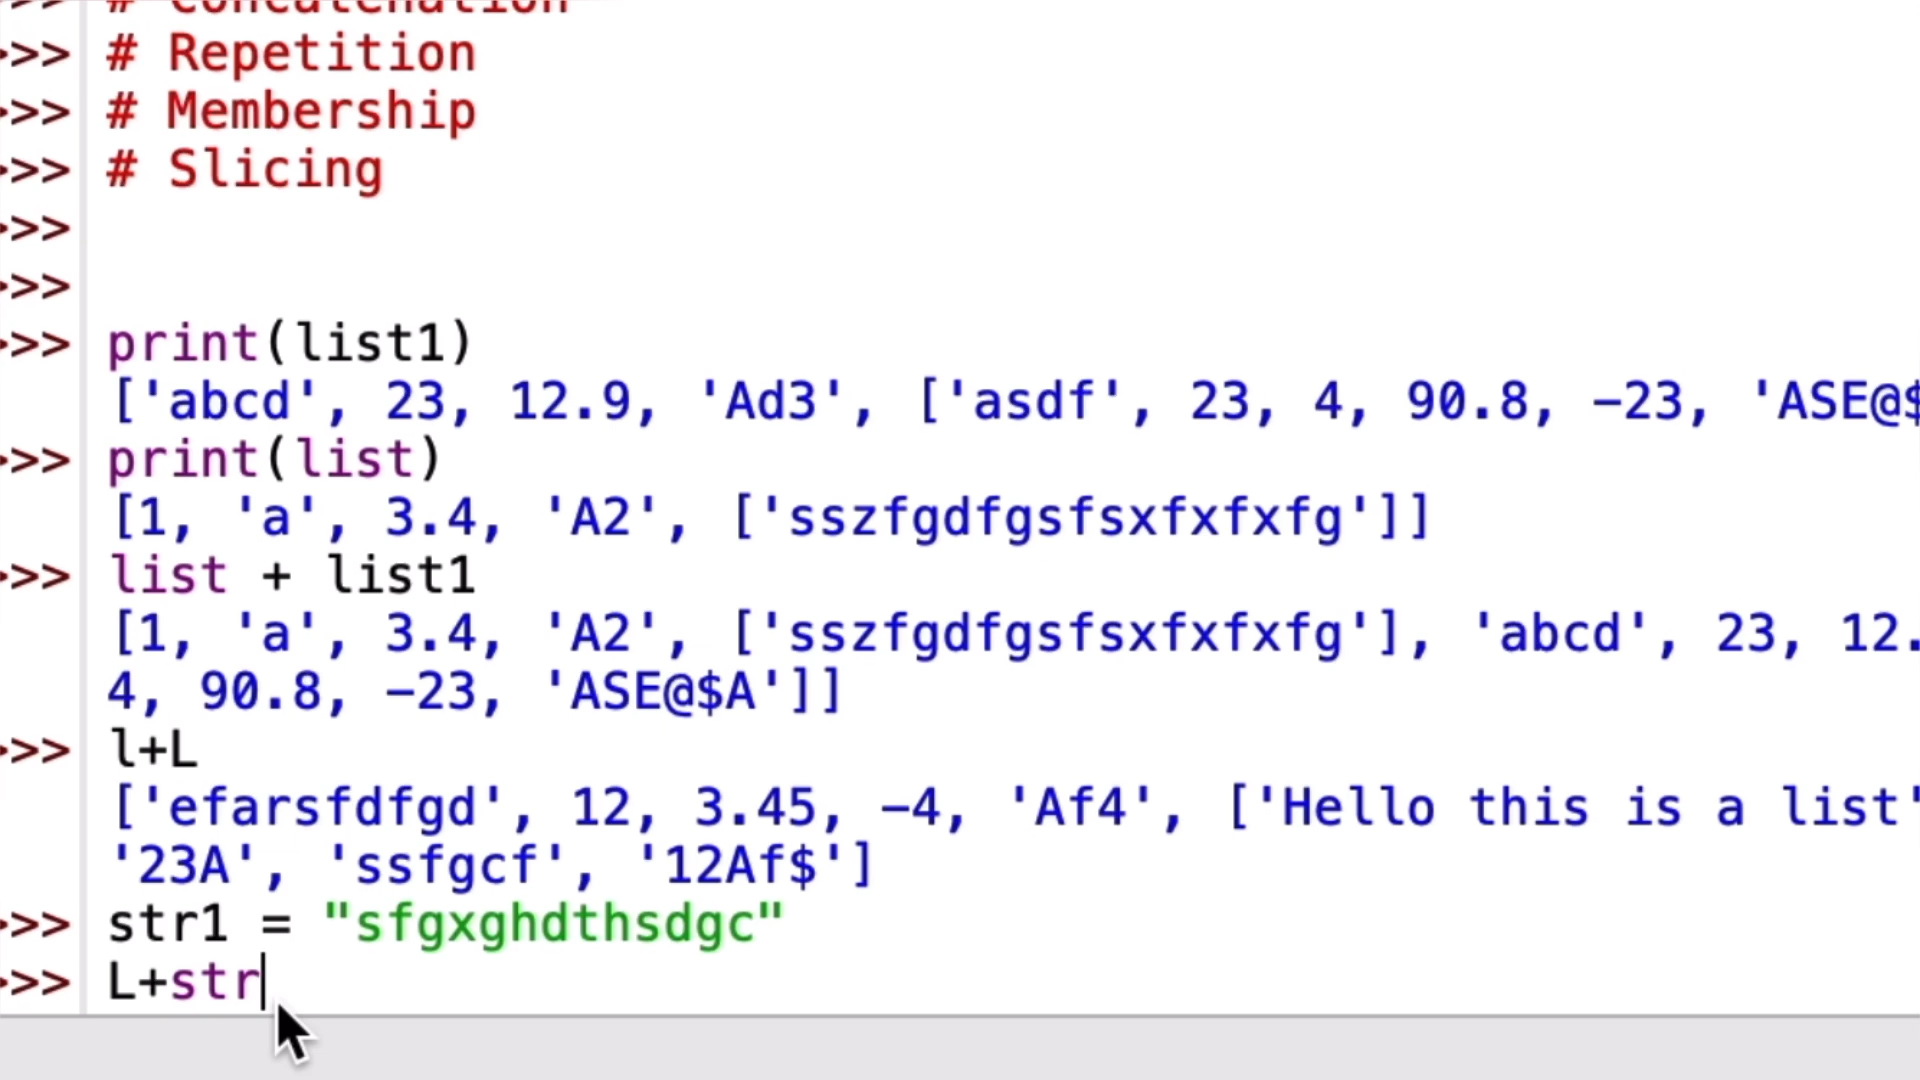 >>> # Concatenation
>>> # Repetition
>>> # Membership
>>> # Slicing
>>>
>>>
>>> print(list1)
['abcd', 23, 12.9, 'Ad3', ['asdf', 23, 4, 90.8, -23, 'ASE@$
>>> print(list)
[1, 'a', 3.4, 'A2', ['sszfgdfgsfsxfxfxfg']]
>>> list + list1
[1, 'a', 3.4, 'A2', ['sszfgdfgsfsxfxfxfg'], 'abcd', 23, 12.
4, 90.8, -23, 'ASE@$A']]
>>> l+L
['efarsfdfgd', 12, 3.45, -4, 'Af4', ['Hello this is a list'
'23A', 'ssfgcf', '12Af$']
>>> str1 = "sfgxghdthsdgc"
>>> L+str